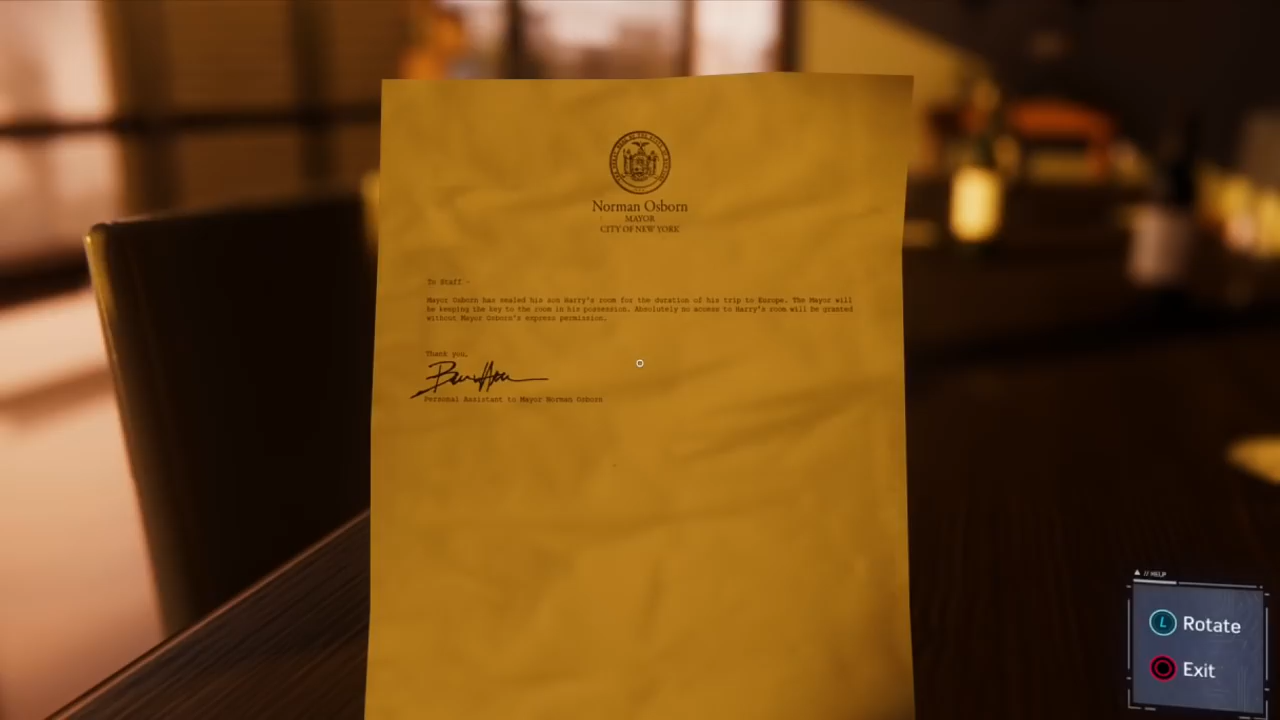 Norman Osborn
MAYOR
CITY OF NEW YORK
To Staff -
Mayor Osborn has sealed his son Harry's room for the duration of his trip to Europe. The Mayor will
be keeping the key to the room in his possession. Absolutely no access to Harry's room will be granted
without Mayor Osborn's express permission.
Thank you,
Personal Assistant to Mayor Norman Osborn
// HELP
L Rotate
Exit